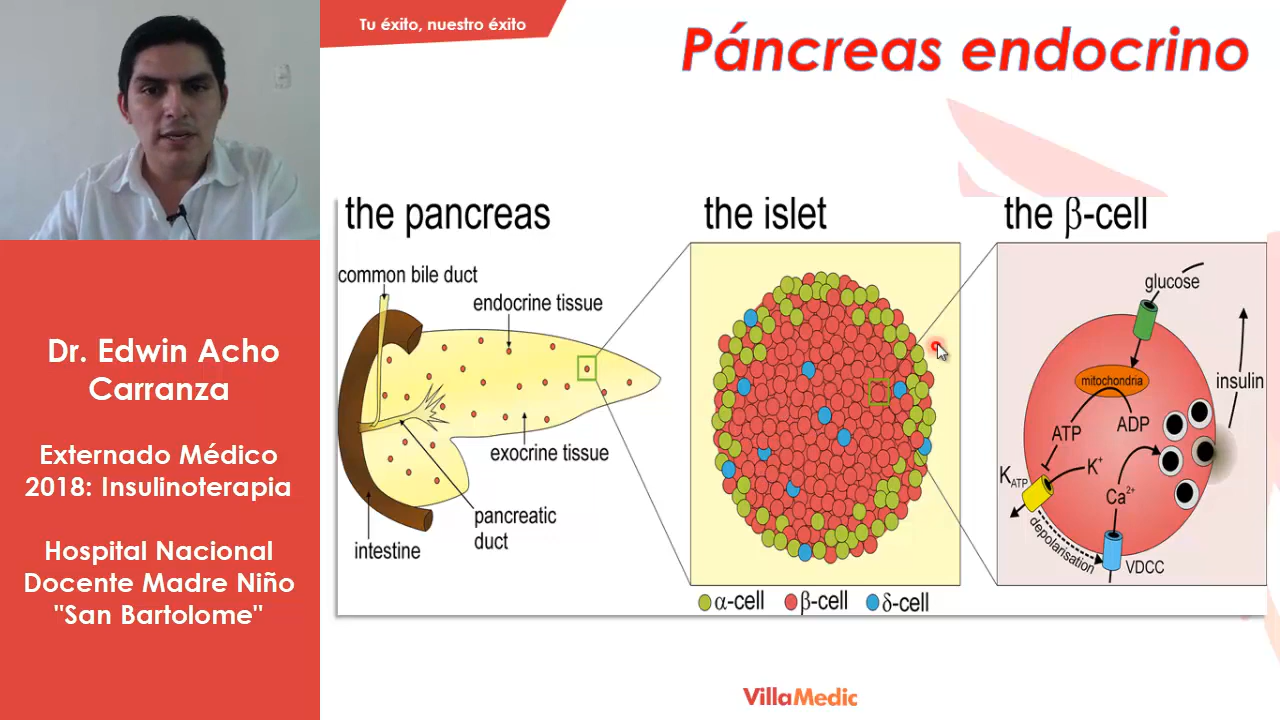 Tu éxito, nuestro éxito
Páncreas endocrino
Dr. Edwin Acho
Carranza
Externado Médico
2018: Insulinoterapia
Hospital Nacional
Docente Madre Niño
"San Bartolome"
the pancreas
common bile duct
endocrine tissue
exocrine tissue
pancreatic
duct
intestine
the islet
α-cell β-cell δ-cell
the β-cell
glucose
mitochondria
insulin
ATP
ADP
KATP
K+
Ca2+
depolarisation
VDCC
VillaMedic